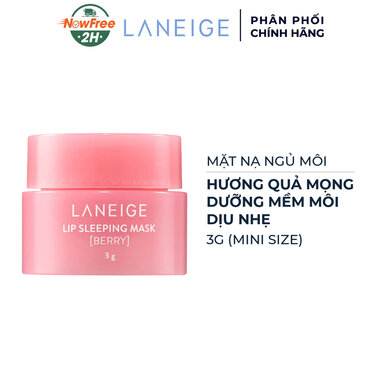 NowFree
2H
LANEIGE
PHÂN PHỐI
CHÍNH HÃNG
LANEIGE
LIP SLEEPING MASK
[BERRY]
3 g
MẶT NẠ NGỦ MÔI
HƯƠNG QUẢ MỌNG
DƯỠNG MỀM MÔI
DỊU NHẸ
3G (MINI SIZE)